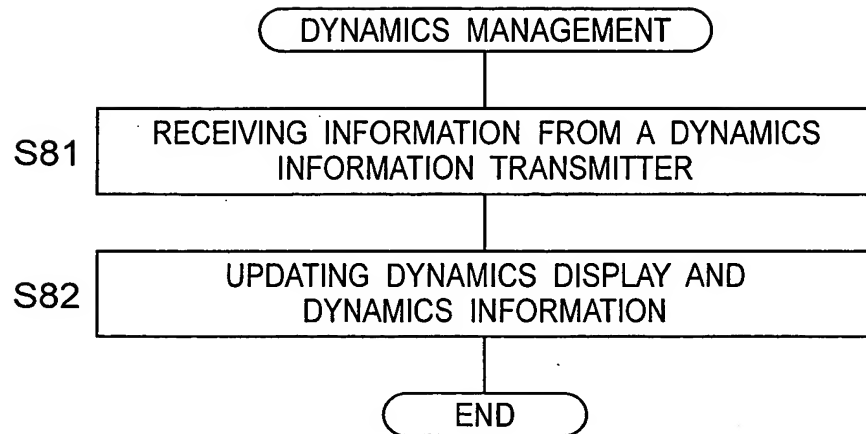 DYNAMICS MANAGEMENT
S81
RECEIVING INFORMATION FROM A DYNAMICS
INFORMATION TRANSMITTER
S82
UPDATING DYNAMICS DISPLAY AND
DYNAMICS INFORMATION
END